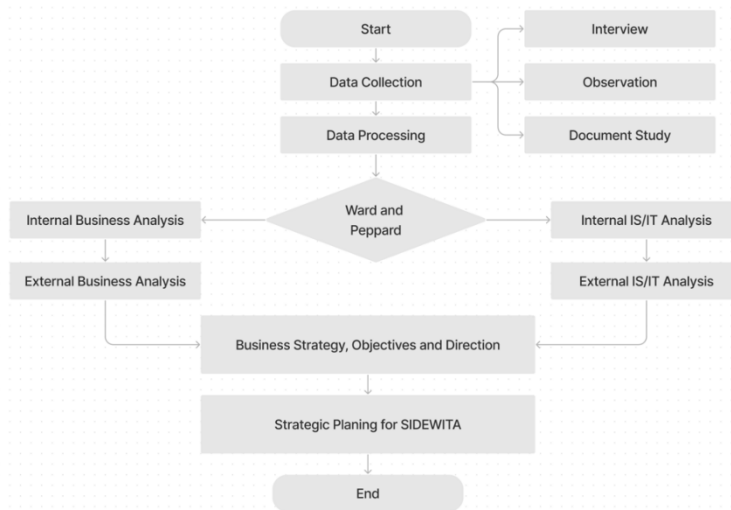 Start
Interview
Data Collection
Observation
Data Processing
Document Study
Ward and
Peppard
Internal Business Analysis
Internal IS/IT Analysis
External Business Analysis
External IS/IT Analysis
Business Strategy, Objectives and Direction
Strategic Planing for SIDEWITA
End